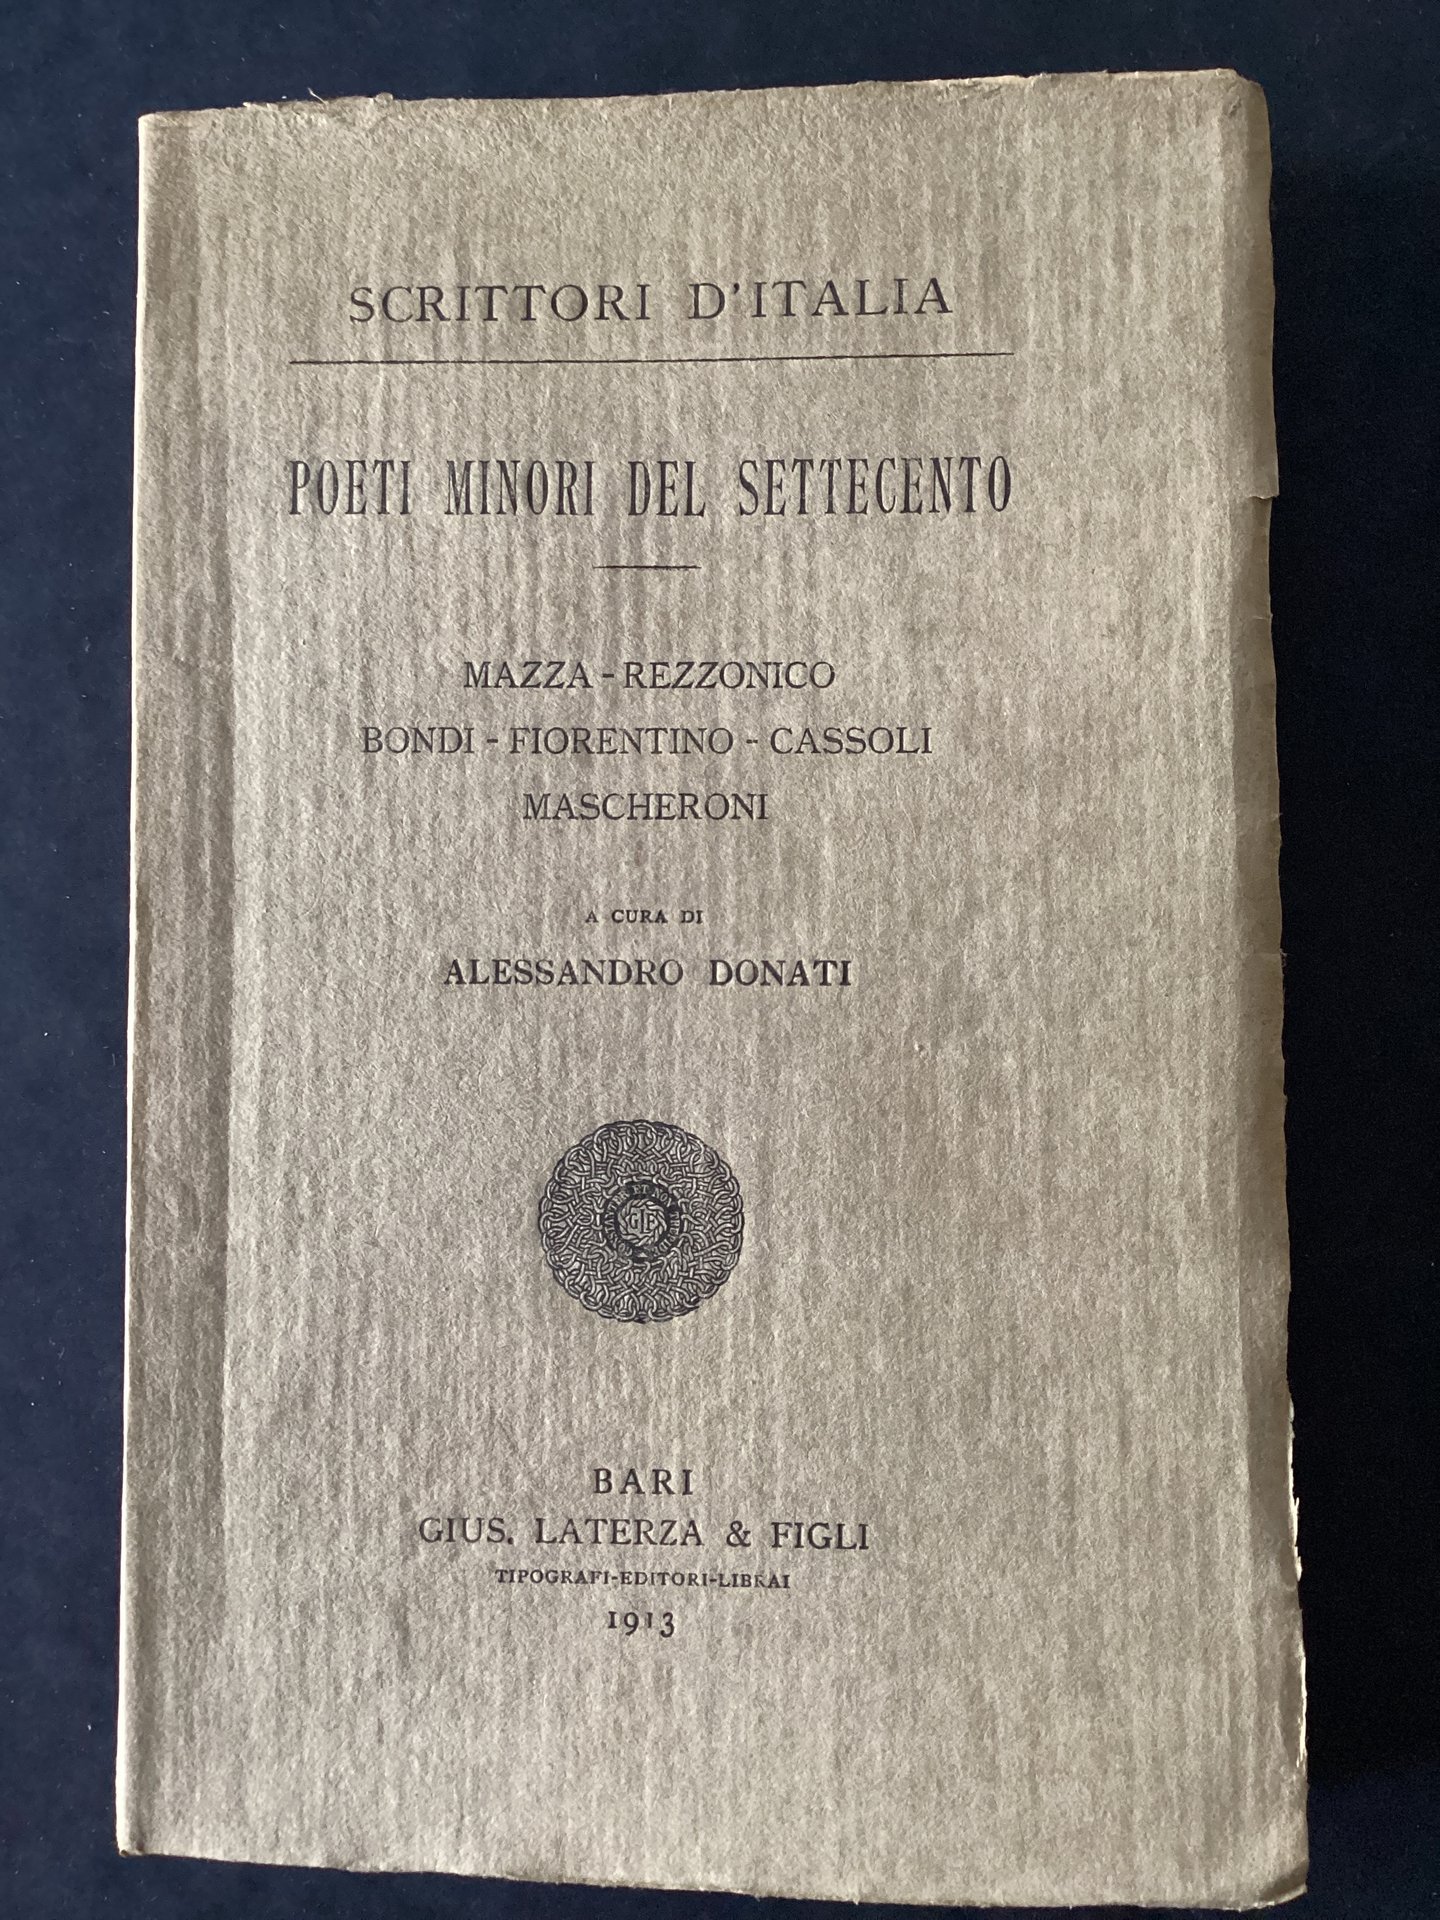 SCRITTORI D'ITALIA
POETI MINORI DEL SETTECENTO
MAZZA - REZZONICO
BONDI - FIORENTINO - CASSOLI
MASCHERONI
A CURA DI
ALESSANDRO DONATI
BARI
GIUS. LATERZA & FIGLI
TIPOGRAFI-EDITORI-LIBRAI
1913